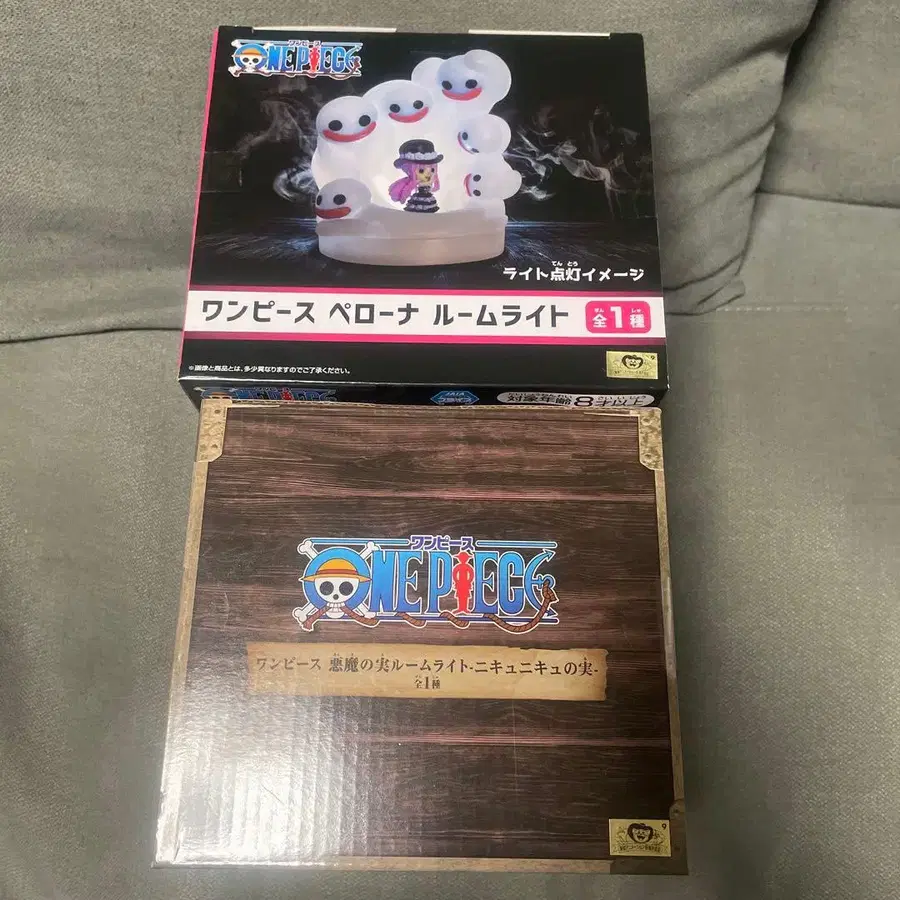 ワンピース
ONE PIECE
てんとう
ライト点灯イメージ
ワンピース ペローナ ルームライト
ぜん しゅ
全1種
※画像と商品とは、多少異なりますのでご了承ください。
ONE PIECE
対象年齢 8才以上
ワンピース
ONE PIECE
ワンピース 悪魔の実ルームライト-ニキュニキュの実-
全1種